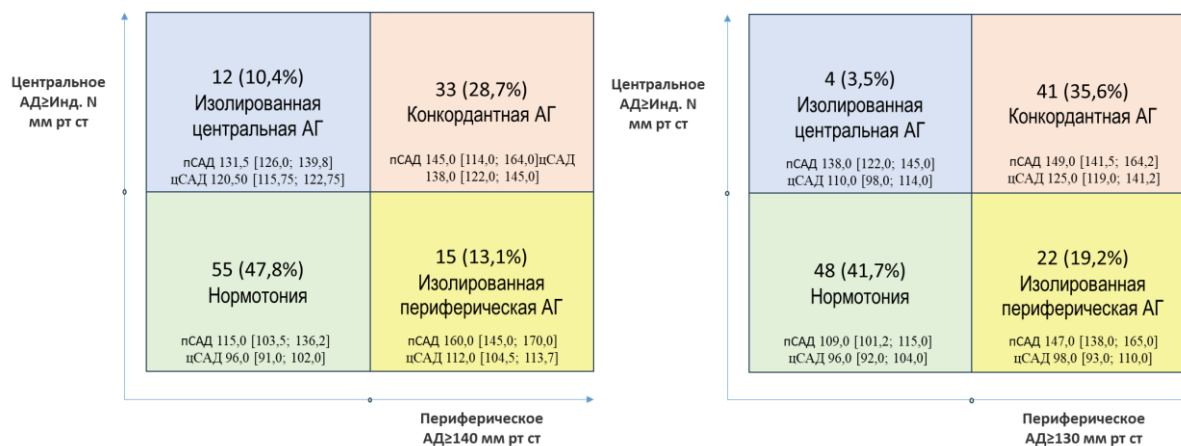 Центральное
АД≥Инд. N
мм рт ст
12 (10,4%)
Изолированная
центральная АГ
пСАД 131,5 [126,0; 139,8]
цСАД 120,50 [115,75; 122,75]
33 (28,7%)
Конкордантная АГ
пСАД 145,0 [114,0; 164,0]цСАД
138,0 [122,0; 145,0]
55 (47,8%)
Нормотония
пСАД 115,0 [103,5; 136,2]
цСАД 96,0 [91,0; 102,0]
15 (13,1%)
Изолированная
периферическая АГ
пСАД 160,0 [145,0; 170,0]
цСАД 112,0 [104,5; 113,7]
Периферическое
АД≥140 мм рт ст
Центральное
АД≥Инд. N
мм рт ст
4 (3,5%)
Изолированная
центральная АГ
пСАД 138,0 [122,0; 145,0]
цСАД 110,0 [98,0; 114,0]
41 (35,6%)
Конкордантная АГ
пСАД 149,0 [141,5; 164,2]
цСАД 125,0 [119,0; 141,2]
48 (41,7%)
Нормотония
пСАД 109,0 [101,2; 115,0]
цСАД 96,0 [92,0; 104,0]
22 (19,2%)
Изолированная
периферическая АГ
пСАД 147,0 [138,0; 165,0]
цСАД 98,0 [93,0; 110,0]
Периферическое
АД≥130 мм рт ст